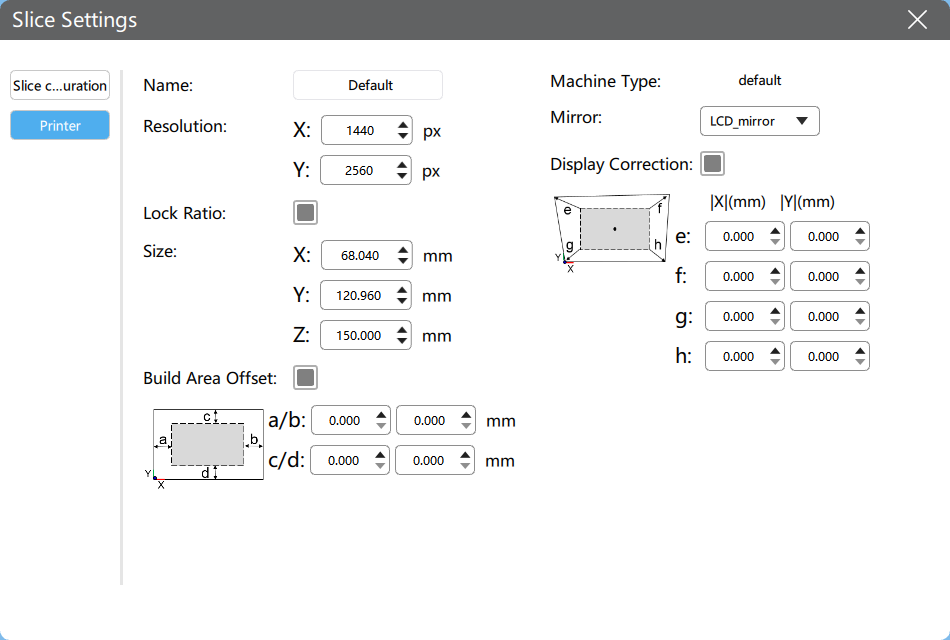 Slice Settings
Slice c...uration
Printer
Name: Default
Resolution: X: 1440 px
Y: 2560 px
Lock Ratio:
Size: X: 68.040 mm
Y: 120.960 mm
Z: 150.000 mm
Build Area Offset:
a/b: 0.000 0.000 mm
c/d: 0.000 0.000 mm
c
a b
d
Y
X
Machine Type: default
Mirror: LCD_mirror
Display Correction:
|X|(mm) |Y|(mm)
e: 0.000 0.000
f: 0.000 0.000
g: 0.000 0.000
h: 0.000 0.000
e f
g h
Y
X